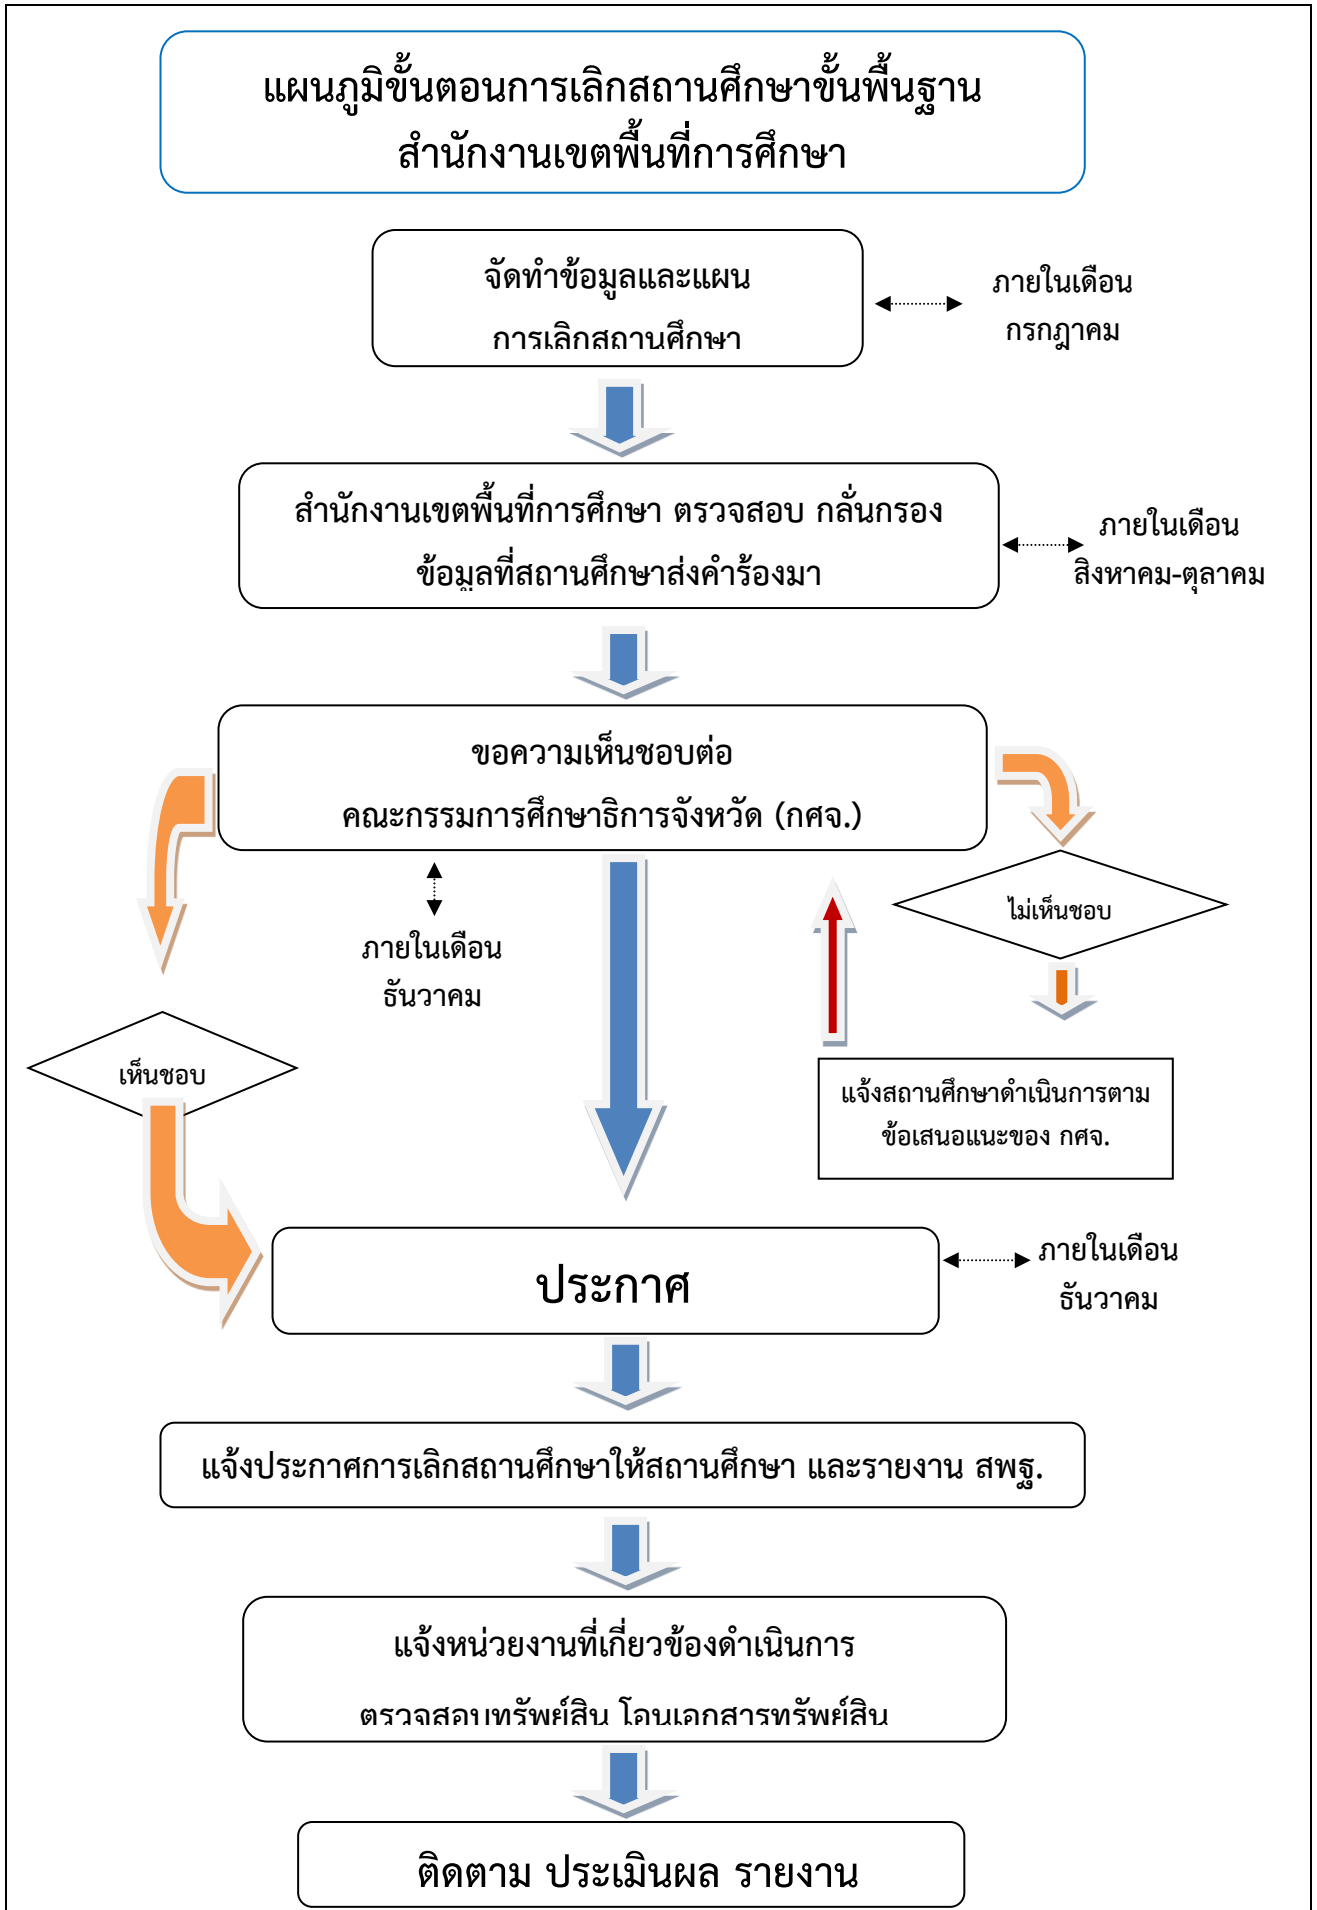 แผนภูมิขั้นตอนการเลิกสถานศึกษาขั้นพื้นฐาน
สำนักงานเขตพื้นที่การศึกษา
จัดทำข้อมูลและแผน
การเลิกสถานศึกษา
ภายในเดือน
กรกฎาคม
สำนักงานเขตพื้นที่การศึกษา ตรวจสอบ กลั่นกรอง
ข้อมูลที่สถานศึกษาส่งคำร้องมา
ภายในเดือน
สิงหาคม-ตุลาคม
ขอความเห็นชอบต่อ
คณะกรรมการศึกษาธิการจังหวัด (กศจ.)
ไม่เห็นชอบ
ภายในเดือน
ธันวาคม
เห็นชอบ
แจ้งสถานศึกษาดำเนินการตาม
ข้อเสนอแนะของ กศจ.
ประกาศ
ภายในเดือน
ธันวาคม
แจ้งประกาศการเลิกสถานศึกษาให้สถานศึกษา และรายงาน สพฐ.
แจ้งหน่วยงานที่เกี่ยวข้องดำเนินการ
ตรวจสอบทรัพย์สิน โอนเอกสารทรัพย์สิน
ติดตาม ประเมินผล รายงาน